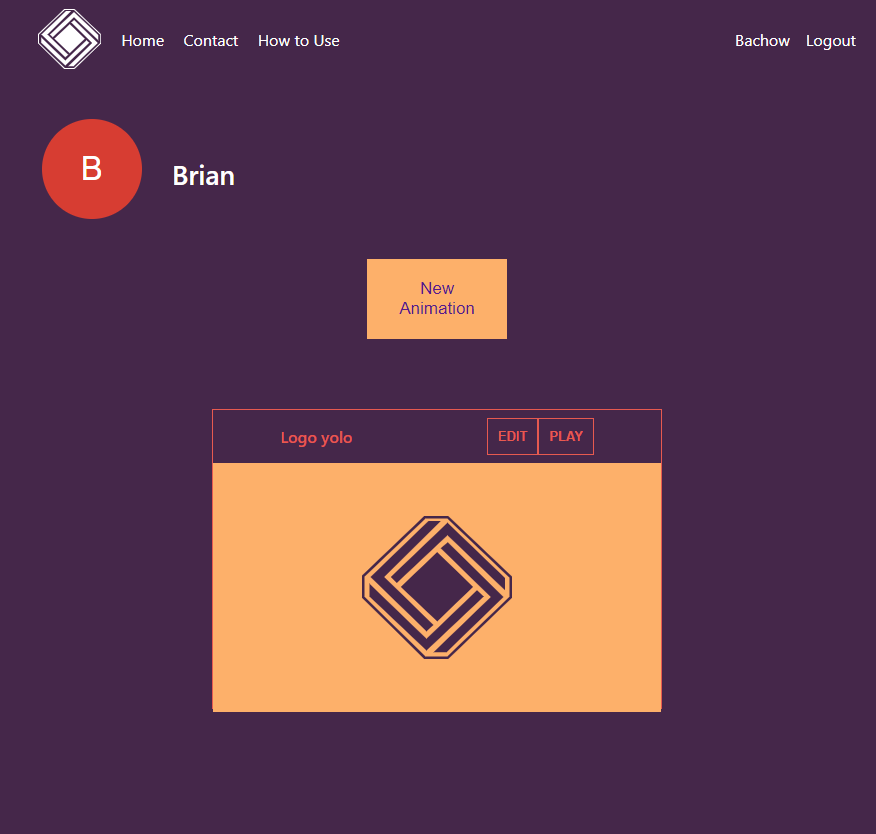 Home Contact How to Use Bachow Logout
B
Brian
New
Animation
Logo yolo EDIT PLAY